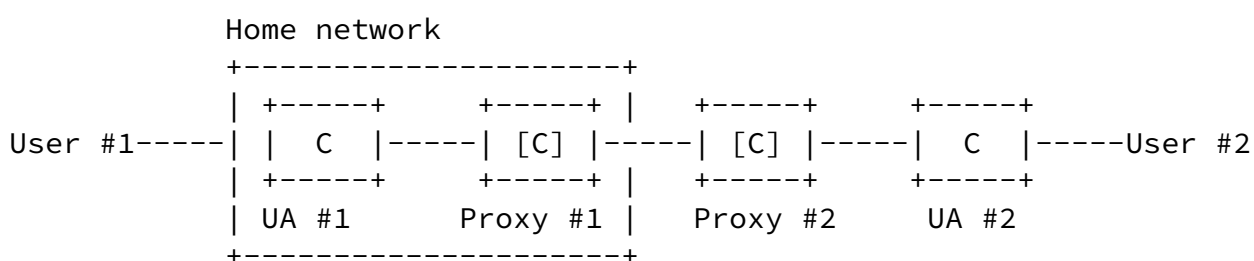 Home network
User #1 C [C] [C] C User #2
UA #1 Proxy #1 Proxy #2 UA #2